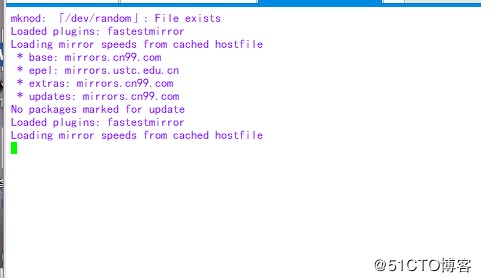 mknod: 「/dev/random」: File exists
Loaded plugins: fastestmirror
Loading mirror speeds from cached hostfile
 * base: mirrors.cn99.com
 * epel: mirrors.ustc.edu.cn
 * extras: mirrors.cn99.com
 * updates: mirrors.cn99.com
No packages marked for update
Loaded plugins: fastestmirror
Loading mirror speeds from cached hostfile
@51CTO博客